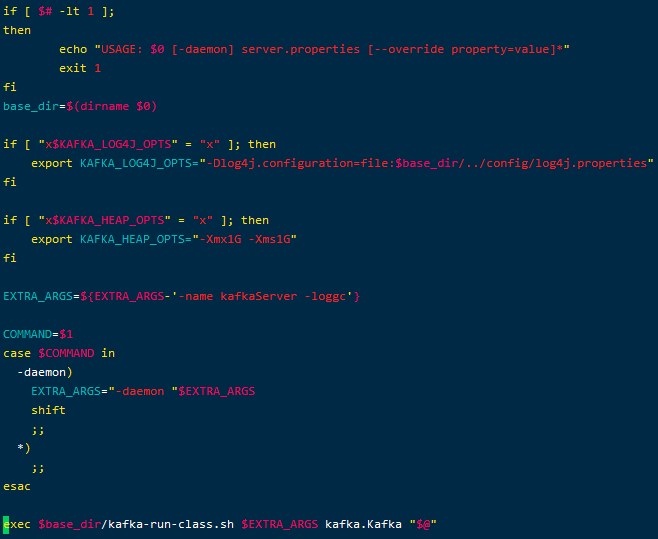 if [ $# -lt 1 ];
then
        echo "USAGE: $0 [-daemon] server.properties [--override property=value]*"
        exit 1
fi
base_dir=$(dirname $0)

if [ "x$KAFKA_LOG4J_OPTS" = "x" ]; then
    export KAFKA_LOG4J_OPTS="-Dlog4j.configuration=file:$base_dir/../config/log4j.properties"
fi

if [ "x$KAFKA_HEAP_OPTS" = "x" ]; then
    export KAFKA_HEAP_OPTS="-Xmx1G -Xms1G"
fi

EXTRA_ARGS=${EXTRA_ARGS-'-name kafkaServer -loggc'}

COMMAND=$1
case $COMMAND in
  -daemon)
    EXTRA_ARGS="-daemon "$EXTRA_ARGS
    shift
    ;;
  *)
    ;;
esac

exec $base_dir/kafka-run-class.sh $EXTRA_ARGS kafka.Kafka "$@"